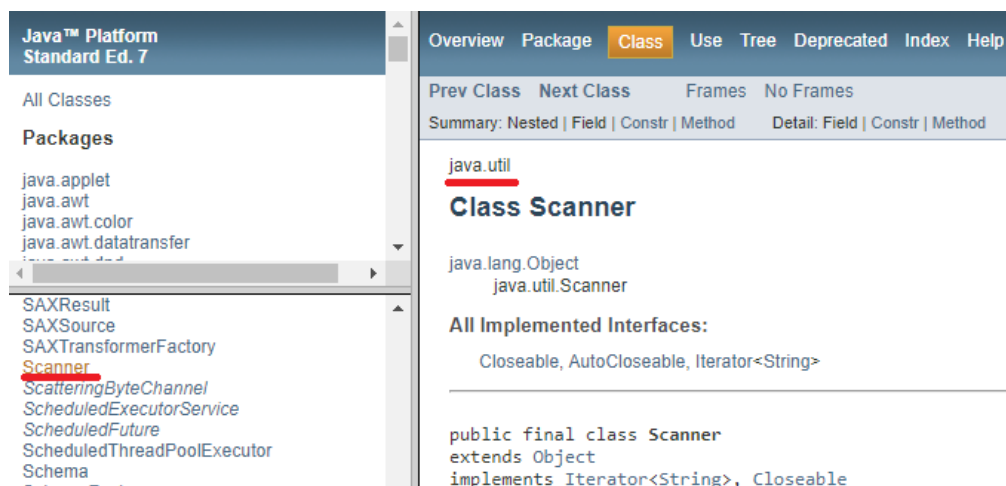 Java™ Platform
Standard Ed. 7
All Classes
Packages
java.applet
java.awt
java.awt.color
java.awt.datatransfer
SAXResult
SAXSource
SAXTransformerFactory
Scanner
ScatteringByteChannel
ScheduledExecutorService
ScheduledFuture
ScheduledThreadPoolExecutor
Schema
Overview Package Class Use Tree Deprecated Index Help
Prev Class Next Class Frames No Frames
Summary: Nested | Field | Constr | Method Detail: Field | Constr | Method
java.util
Class Scanner
java.lang.Object
java.util.Scanner
All Implemented Interfaces:
Closeable, AutoCloseable, Iterator<String>
public final class Scanner
extends Object
implements Iterator<String>, Closeable